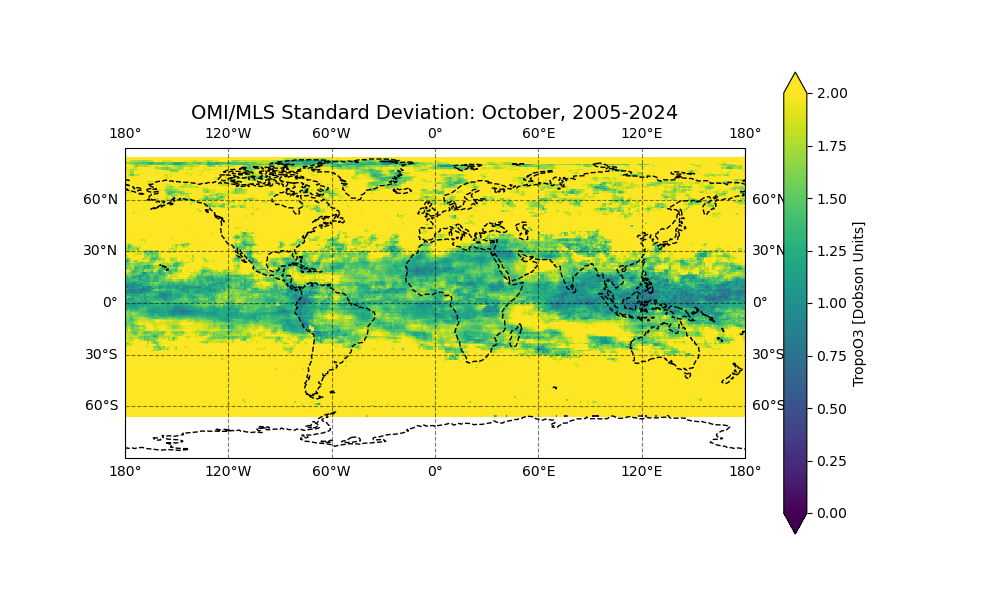 OMI/MLS Standard Deviation: October, 2005-2024
180° 120°W 60°W 0° 60°E 120°E 180°
60°N 60°N
30°N 30°N
0° 0°
30°S 30°S
60°S 60°S
180° 120°W 60°W 0° 60°E 120°E 180°
2.00
1.75
1.50
1.25
1.00
0.75
0.50
0.25
0.00
TropoO3 [Dobson Units]